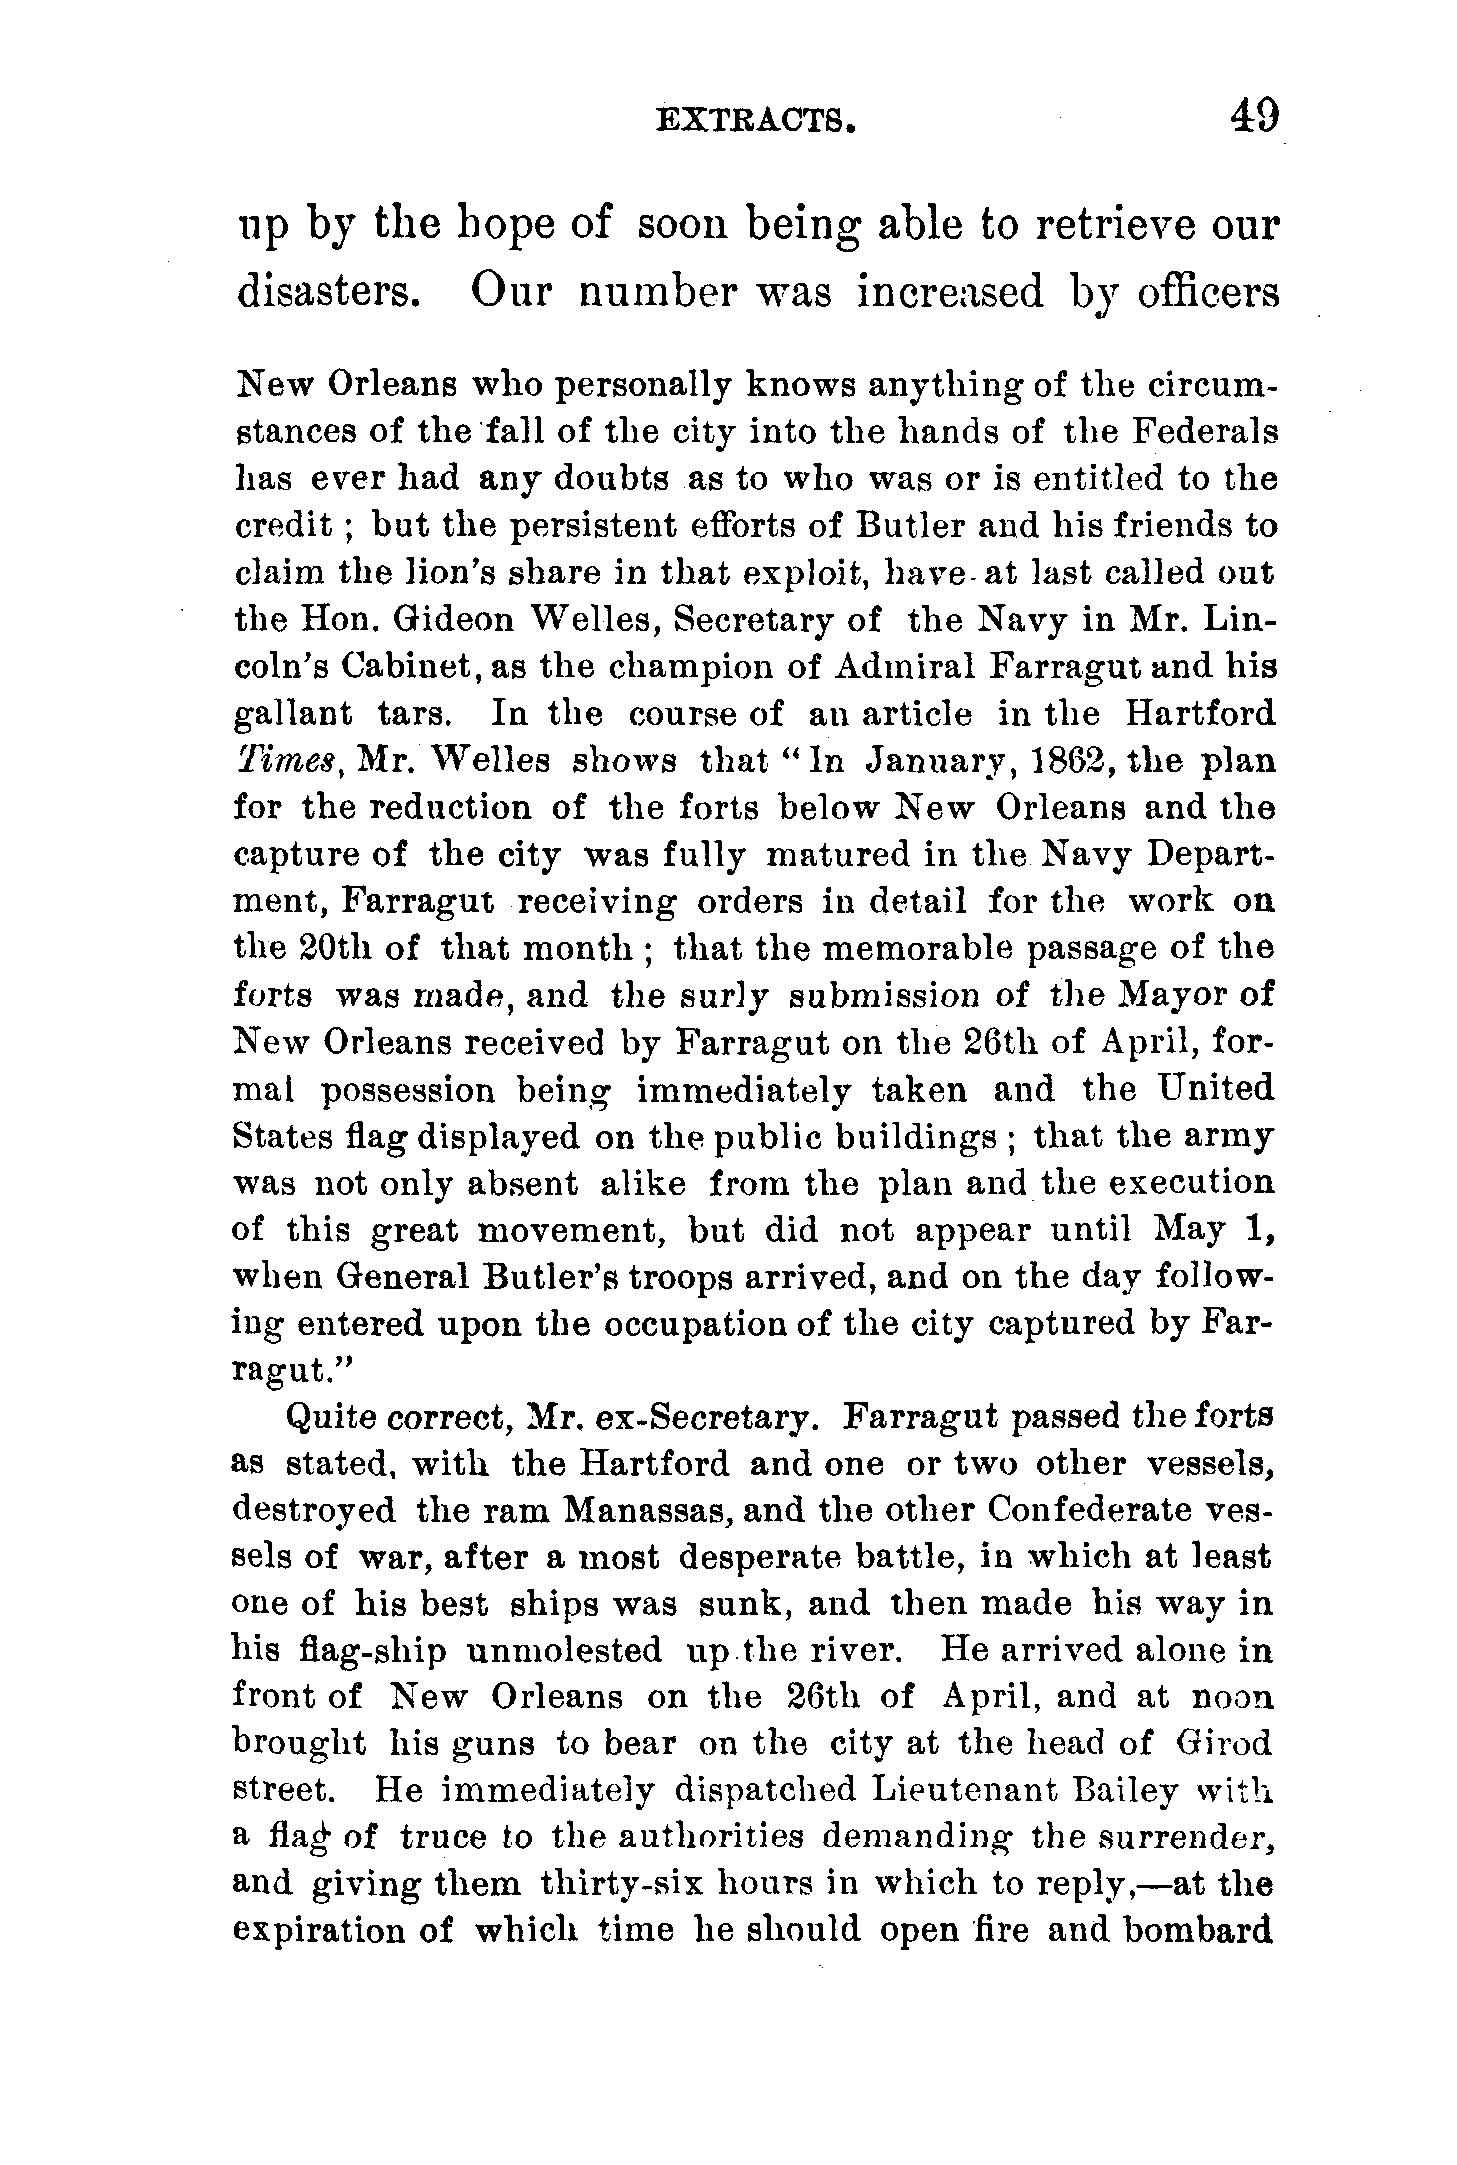 EXTRACTS. 49
up by the hope of soon being able to retrieve our
disasters. Our number was increased by officers
New Orleans who personally knows anything of the circum-
stances of the fall of the city into the hands of the Federals
has ever had any doubts as to who was or is entitled to the
credit ; but the persistent efforts of Butler and his friends to
claim the lion's share in that exploit, have at last called out
the Hon. Gideon Welles, Secretary of the Navy in Mr. Lin-
coln's Cabinet, as the champion of Admiral Farragut and his
gallant tars. In the course of an article in the Hartford
Times, Mr. Welles shows that “ In January, 1862, the plan
for the reduction of the forts below New Orleans and the
capture of the city was fully matured in the Navy Depart-
ment, Farragut receiving orders in detail for the work on
the 20th of that month ; that the memorable passage of the
forts was made, and the surly submission of the Mayor of
New Orleans received by Farragut on the 26th of April, for-
mal possession being immediately taken and the United
States flag displayed on the public buildings ; that the army
was not only absent alike from the plan and the execution
of this great movement, but did not appear until May 1,
when General Butler's troops arrived, and on the day follow-
ing entered upon the occupation of the city captured by Far-
ragut.”
Quite correct, Mr. ex-Secretary. Farragut passed the forts
as stated, with the Hartford and one or two other vessels,
destroyed the ram Manassas, and the other Confederate ves-
sels of war, after a most desperate battle, in which at least
one of his best ships was sunk, and then made his way in
his flag-ship unmolested up the river. He arrived alone in
front of New Orleans on the 26th of April, and at noon
brought his guns to bear on the city at the head of Girod
street. He immediately dispatched Lieutenant Bailey with
a flag of truce to the authorities demanding the surrender,
and giving them thirty-six hours in which to reply,—at the
expiration of which time he should open fire and bombard